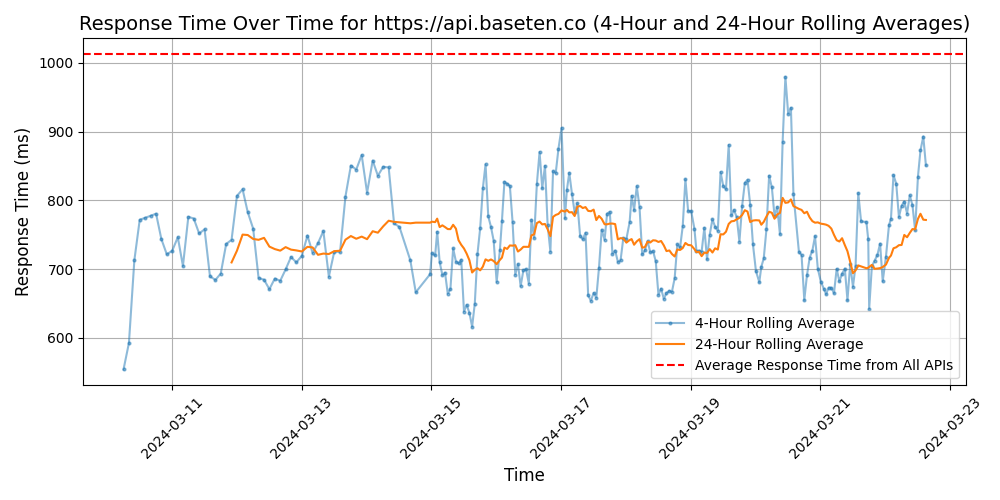 Response Time Over Time for https://api.baseten.co (4-Hour and 24-Hour Rolling Averages)
Response Time (ms)
1000
900
800
700
600
4-Hour Rolling Average
24-Hour Rolling Average
Average Response Time from All APIs
2024-03-11
2024-03-13
2024-03-15
2024-03-17
2024-03-19
2024-03-21
2024-03-23
Time